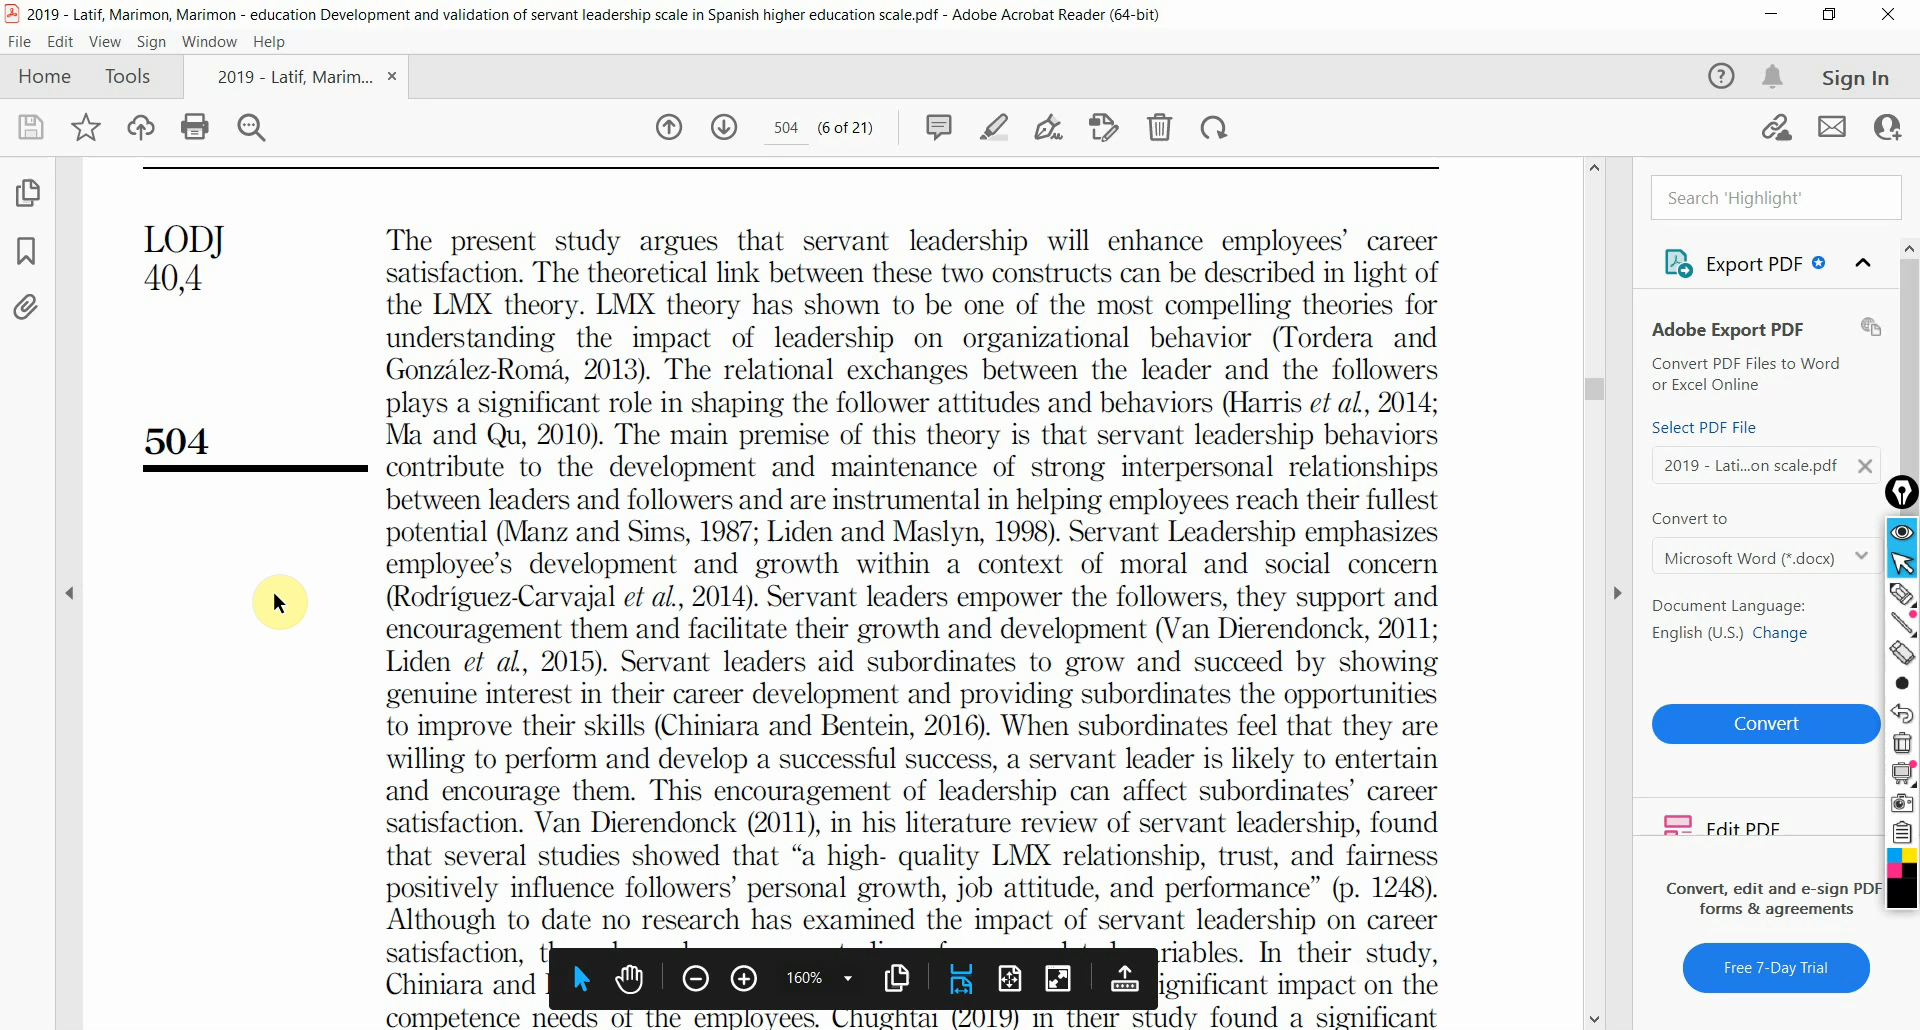 2019 - Latif, Marimon, Marimon - education Development and validation of servant leadership scale in Spanish higher education scale.pdf - Adobe Acrobat Reader (64-bit)
File Edit View Sign Window Help
Home Tools 2019 - Latif, Marim... × Sign In
504 (6 of 21)
LODJ
40,4
504
The present study argues that servant leadership will enhance employees’ career
satisfaction. The theoretical link between these two constructs can be described in light of
the LMX theory. LMX theory has shown to be one of the most compelling theories for
understanding the impact of leadership on organizational behavior (Tordera and
González-Romá, 2013). The relational exchanges between the leader and the followers
plays a significant role in shaping the follower attitudes and behaviors (Harris et al., 2014;
Ma and Qu, 2010). The main premise of this theory is that servant leadership behaviors
contribute to the development and maintenance of strong interpersonal relationships
between leaders and followers and are instrumental in helping employees reach their fullest
potential (Manz and Sims, 1987; Liden and Maslyn, 1998). Servant Leadership emphasizes
employee’s development and growth within a context of moral and social concern
(Rodríguez-Carvajal et al., 2014). Servant leaders empower the followers, they support and
encouragement them and facilitate their growth and development (Van Dierendonck, 2011;
Liden et al., 2015). Servant leaders aid subordinates to grow and succeed by showing
genuine interest in their career development and providing subordinates the opportunities
to improve their skills (Chiniara and Bentein, 2016). When subordinates feel that they are
willing to perform and develop a successful success, a servant leader is likely to entertain
and encourage them. This encouragement of leadership can affect subordinates’ career
satisfaction. Van Dierendonck (2011), in his literature review of servant leadership, found
that several studies showed that “a high- quality LMX relationship, trust, and fairness
positively influence followers’ personal growth, job attitude, and performance” (p. 1248).
Although to date no research has examined the impact of servant leadership on career
satisfaction, In their study,
Chiniara and impact on the
competence needs of the employees. Chughtai (2019) in their study found a significant
160%
Search 'Highlight'
Export PDF
Adobe Export PDF
Convert PDF Files to Word
or Excel Online
Select PDF File
2019 - Lati...on scale.pdf
Convert to
Microsoft Word (*.docx)
Document Language:
English (U.S.) Change
Convert
Edit PDF
Convert, edit and e-sign PDF
forms & agreements
Free 7-Day Trial